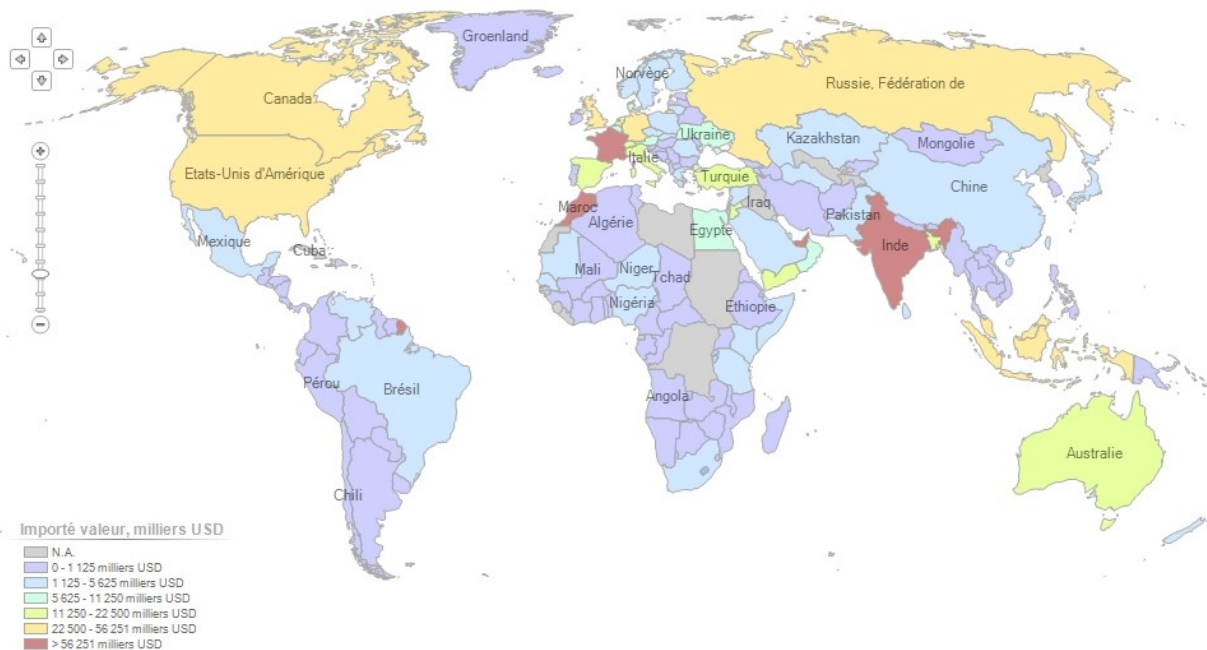 Groenland
Norvège
Russie, Fédération de
Canada
Ukraine
Kazakhstan
Mongolie
Italie
Etats-Unis d'Amérique
Turquie
Chine
Iraq
Maroc
Algérie
Pakistan
Egypte
Mexique
Inde
Cuba
Mali
Niger
Tchad
Nigéria
Ethiopie
Pérou
Brésil
Angola
Australie
Chili
Importé valeur, milliers USD
N.A.
0 - 1 125 milliers USD
1 125 - 5 625 milliers USD
5 625 - 11 250 milliers USD
11 250 - 22 500 milliers USD
22 500 - 56 251 milliers USD
> 56 251 milliers USD